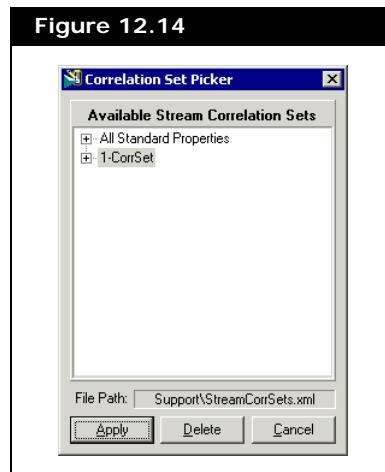 Figure 12.14
Correlation Set Picker
Available Stream Correlation Sets
All Standard Properties
1-CorrSet
File Path: Support\StreamCorrSets.xml
Apply Delete Cancel